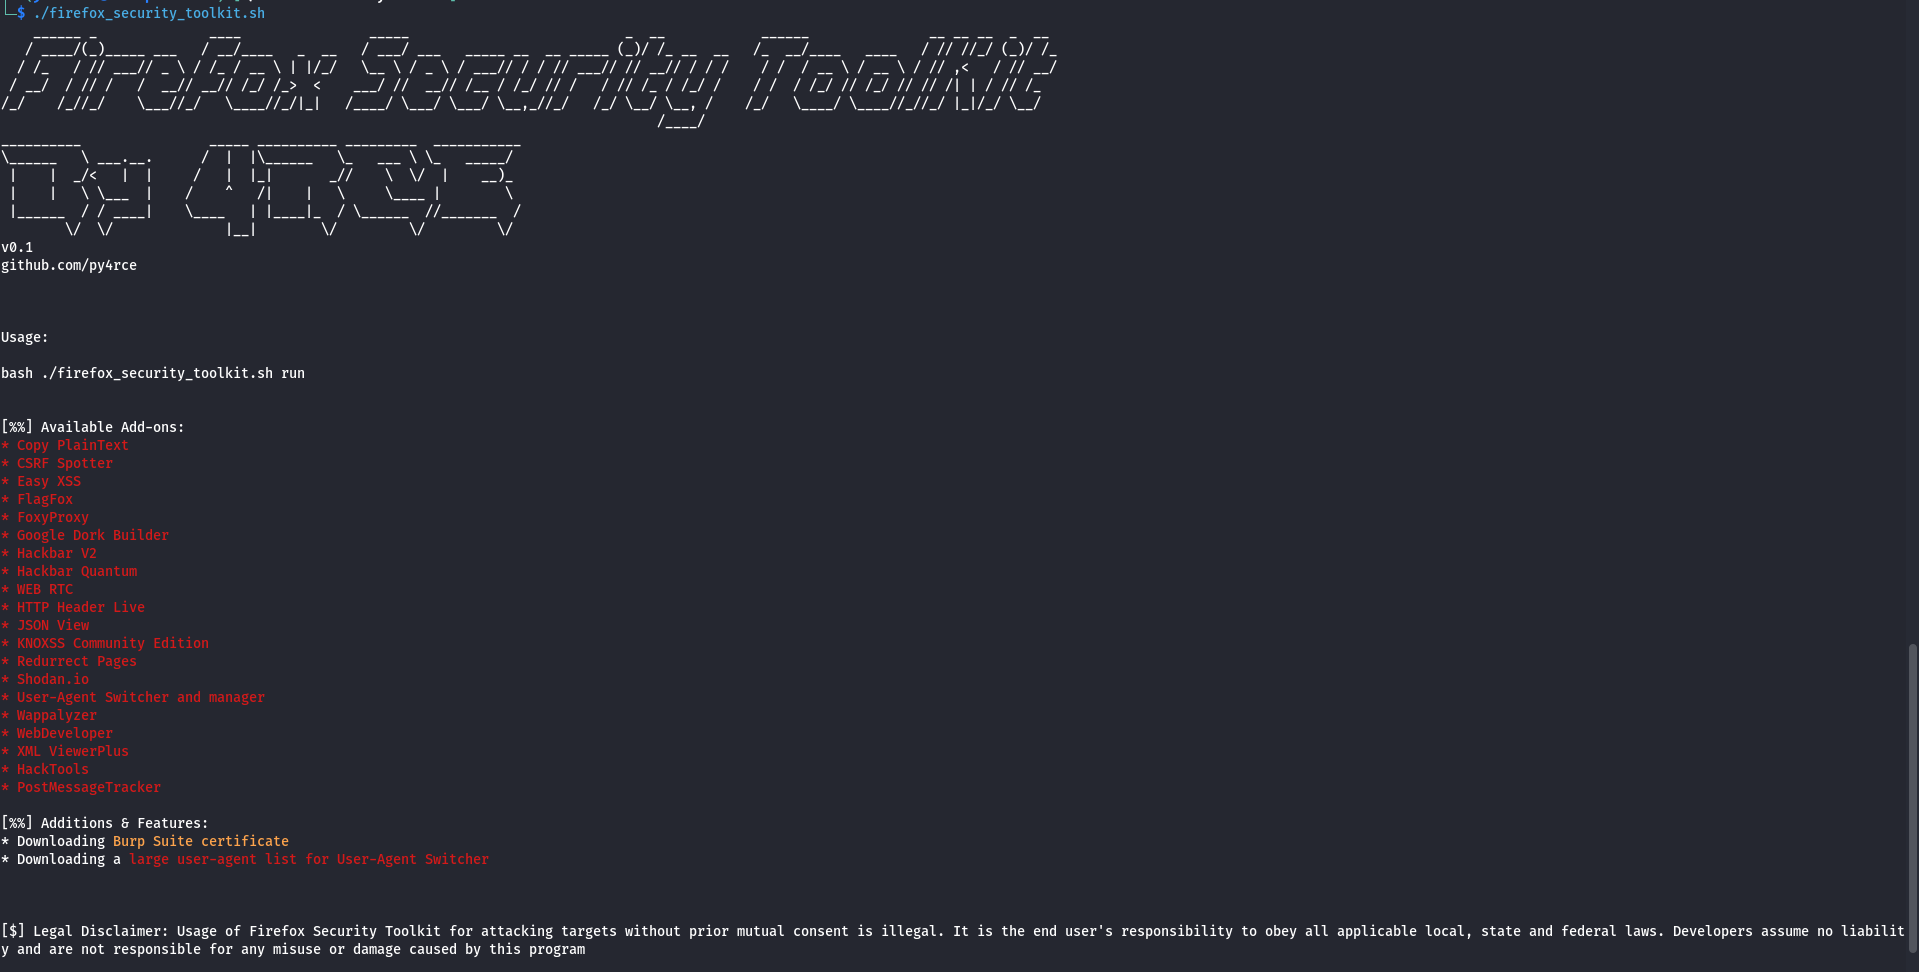 $ ./firefox_security_toolkit.sh
Firefox Security Toolkit
By 4RCE
v0.1
github.com/py4rce
Usage:
bash ./firefox_security_toolkit.sh run
[%%] Available Add-ons:
* Copy PlainText
* CSRF Spotter
* Easy XSS
* FlagFox
* FoxyProxy
* Google Dork Builder
* Hackbar V2
* Hackbar Quantum
* WEB RTC
* HTTP Header Live
* JSON View
* KNOXSS Community Edition
* Redurrect Pages
* Shodan.io
* User-Agent Switcher and manager
* Wappalyzer
* WebDeveloper
* XML ViewerPlus
* HackTools
* PostMessageTracker
[%%] Additions & Features:
* Downloading Burp Suite certificate
* Downloading a large user-agent list for User-Agent Switcher
[$] Legal Disclaimer: Usage of Firefox Security Toolkit for attacking targets without prior mutual consent is illegal. It is the end user's responsibility to obey all applicable local, state and federal laws. Developers assume no liabilit
y and are not responsible for any misuse or damage caused by this program